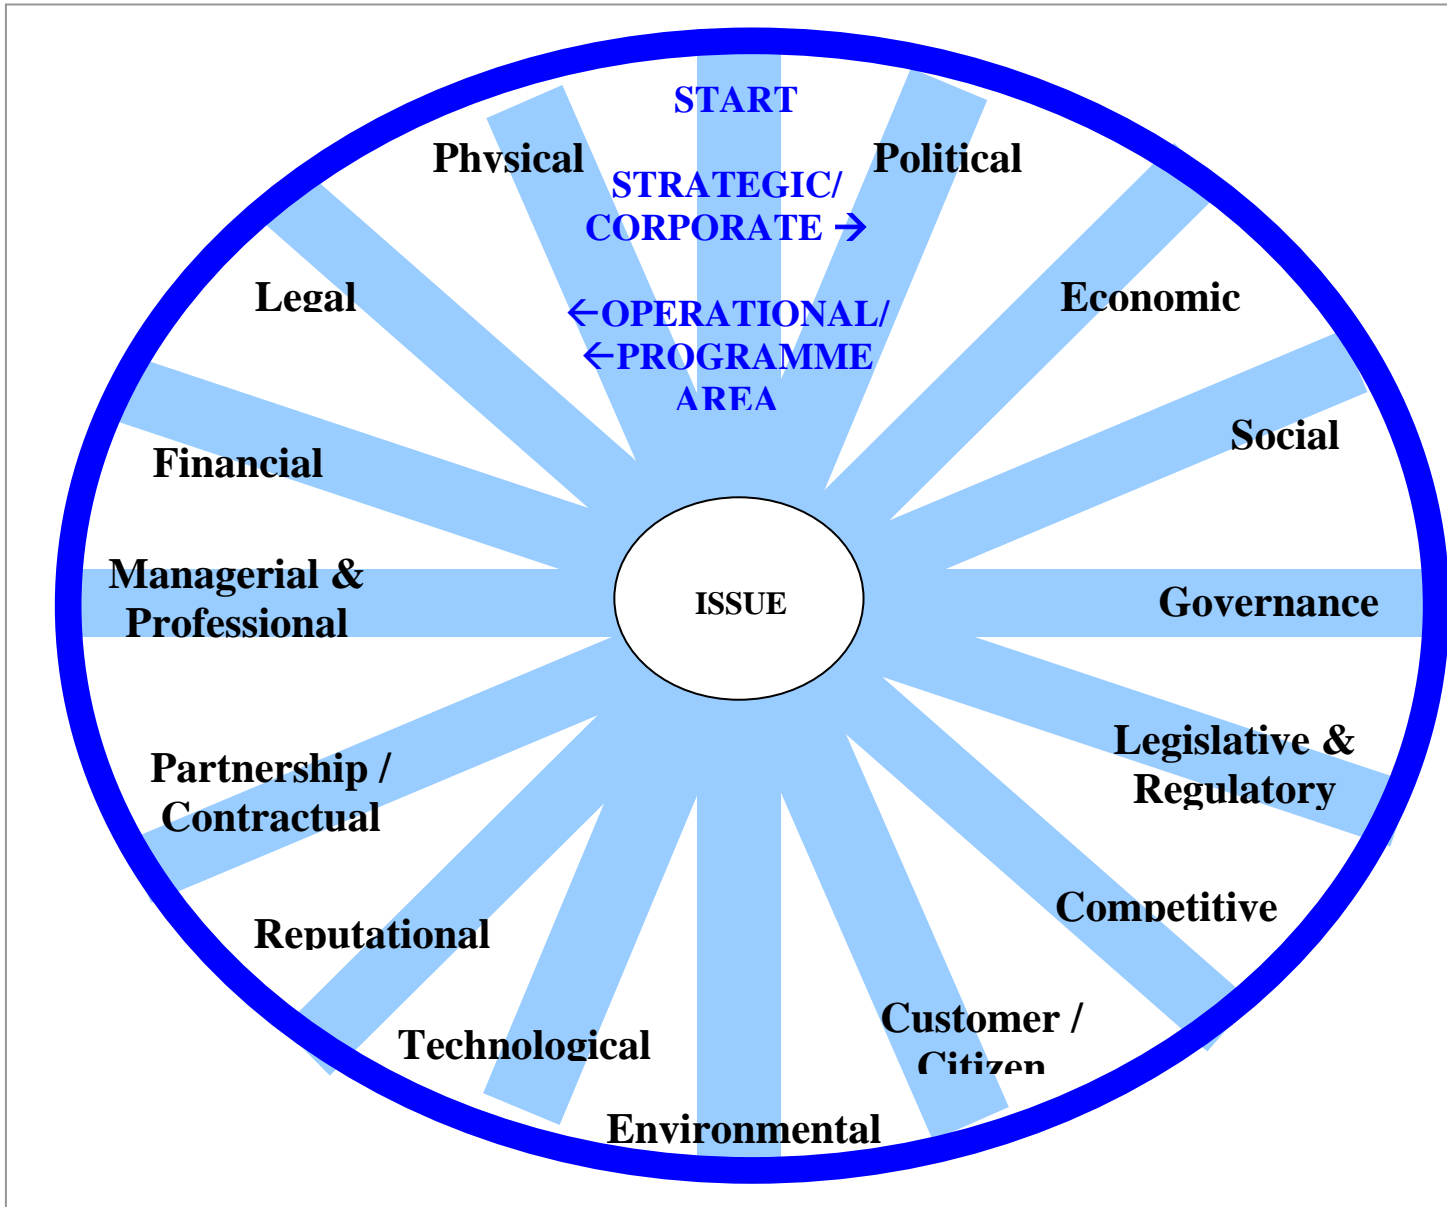 START
STRATEGIC/
CORPORATE →
←OPERATIONAL/
←PROGRAMME
AREA
Political
Economic
Social
Governance
Legislative &
Regulatory
Competitive
Customer /
Citizen
Environmental
Technological
Reputational
Partnership /
Contractual
Managerial &
Professional
Financial
Legal
Physical
ISSUE